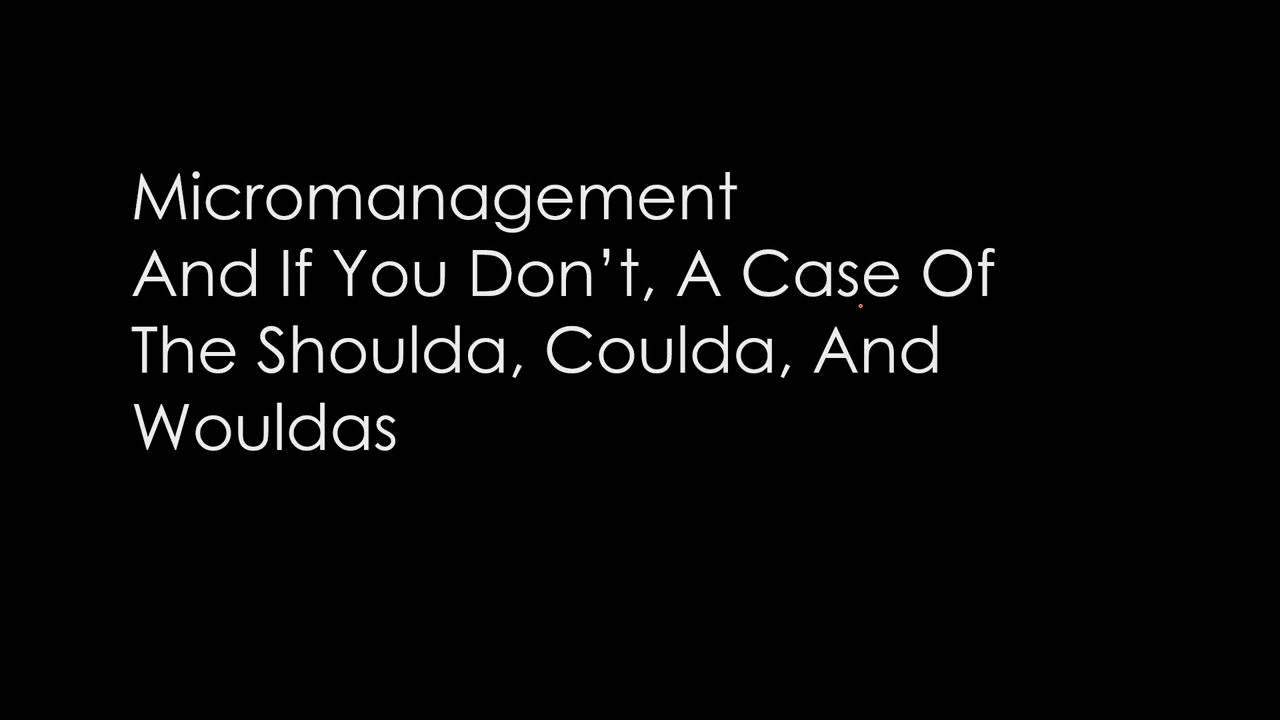 Micromanagement
And If You Don’t, A Case Of
The Shoulda, Coulda, And
Wouldas